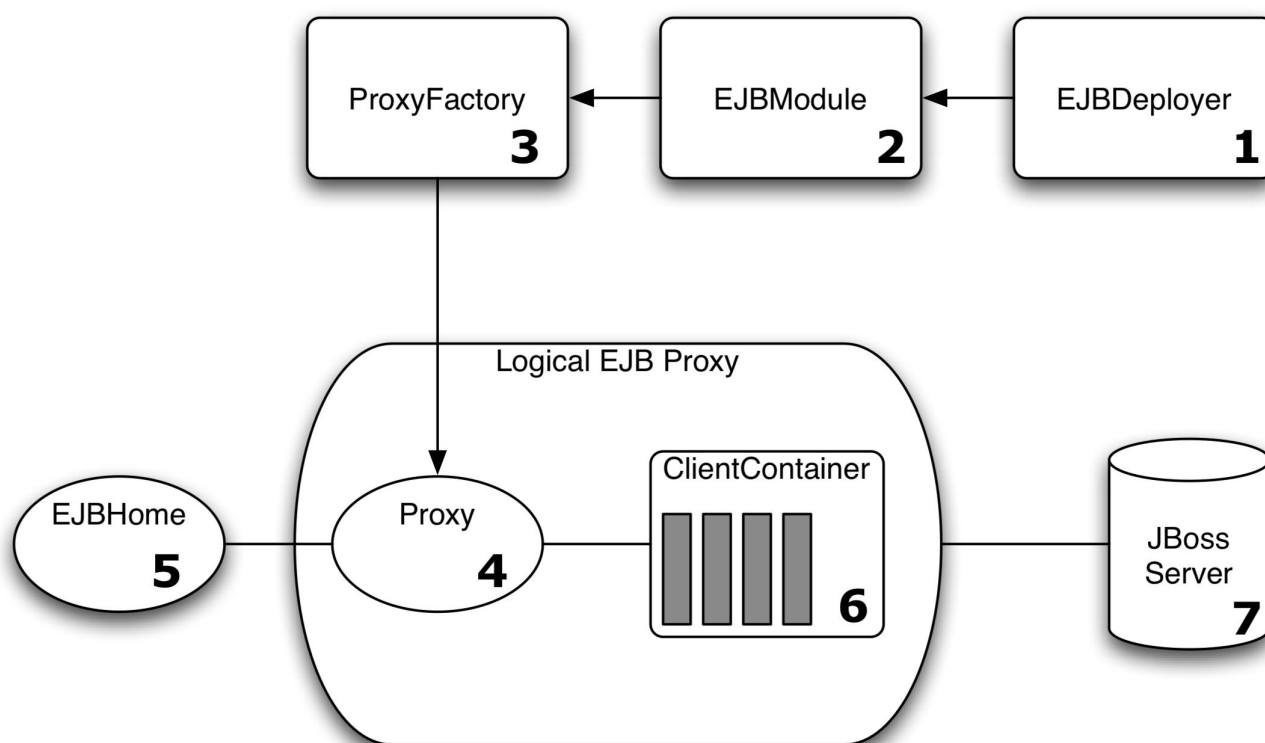 ProxyFactory
3
EJBModule
2
EJBDeployer
1
Logical EJB Proxy
EJBHome
5
Proxy
4
ClientContainer
6
JBoss
Server
7